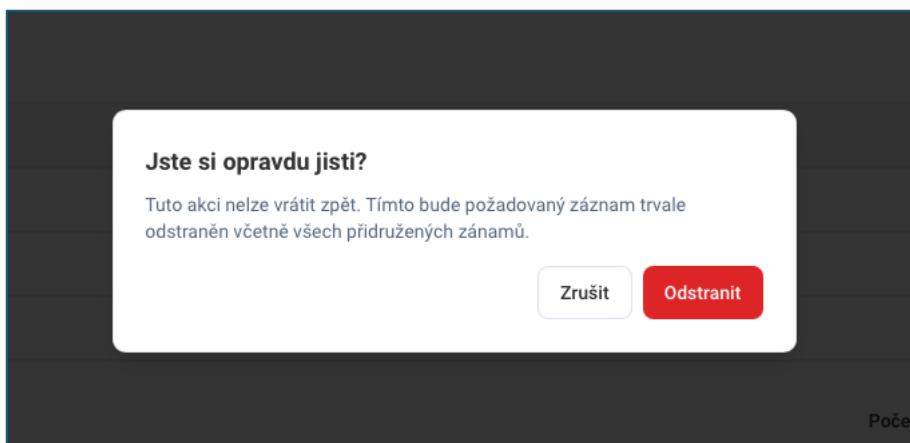 Jste si opravdu jisti?
Tuto akci nelze vrátit zpět. Tímto bude požadovaný záznam trvale
odstraněn včetně všech přidružených zánamů.
Zrušit
Odstranit